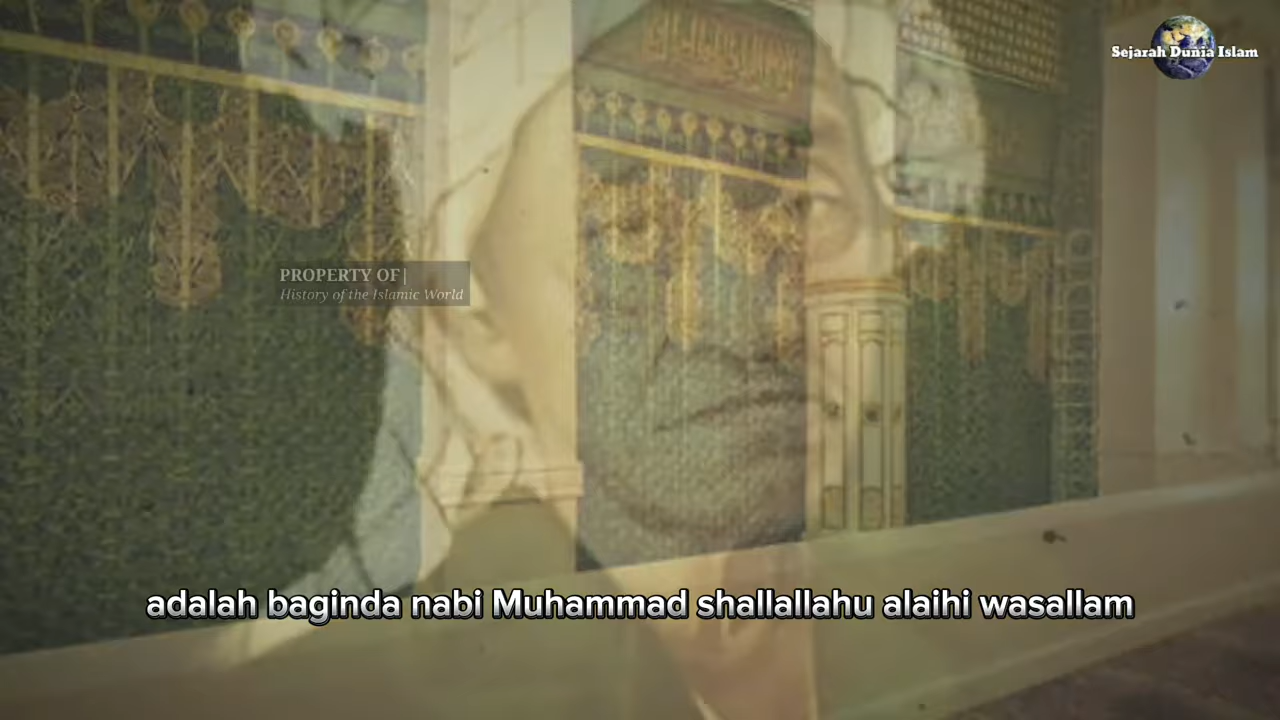 Sejarah Dunia Islam
PROPERTY OF|
History of the Islamic World
adalah baginda nabi Muhammad shallallahu alaihi wasallam